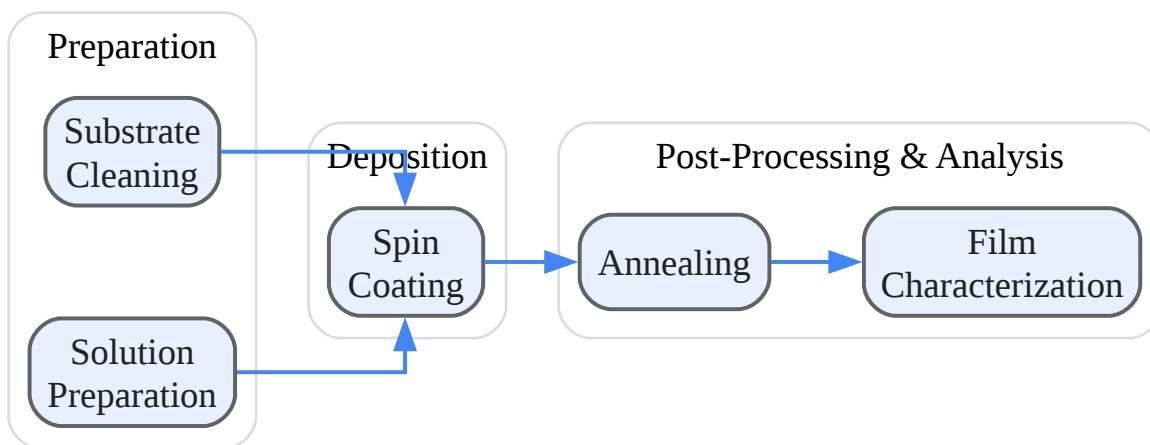 Preparation
Substrate
Cleaning
Solution
Preparation
Deposition
Spin
Coating
Post-Processing & Analysis
Annealing
Film
Characterization